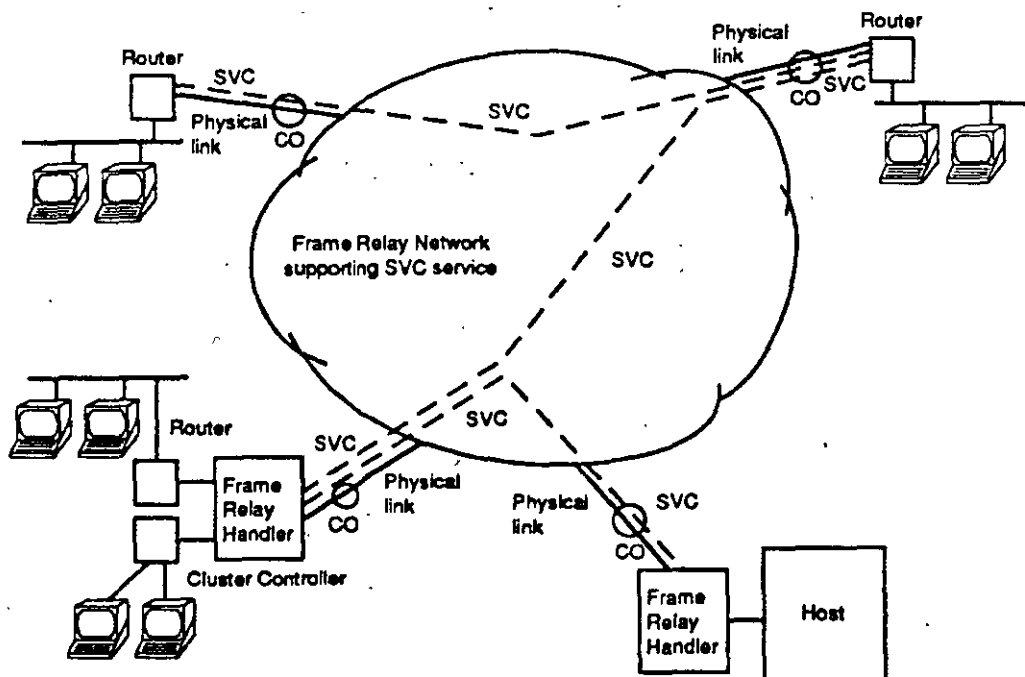 Router
SVC
Physical
link
CO
SVC
Physical
link
CO
SVC
Router
Frame Relay Network
supporting SVC service
SVC
Router
Frame
Relay
Handler
Cluster Controller
SVC
SVC
CO
Physical
link
Physical
link
SVC
CO
Frame
Relay
Handler
Host